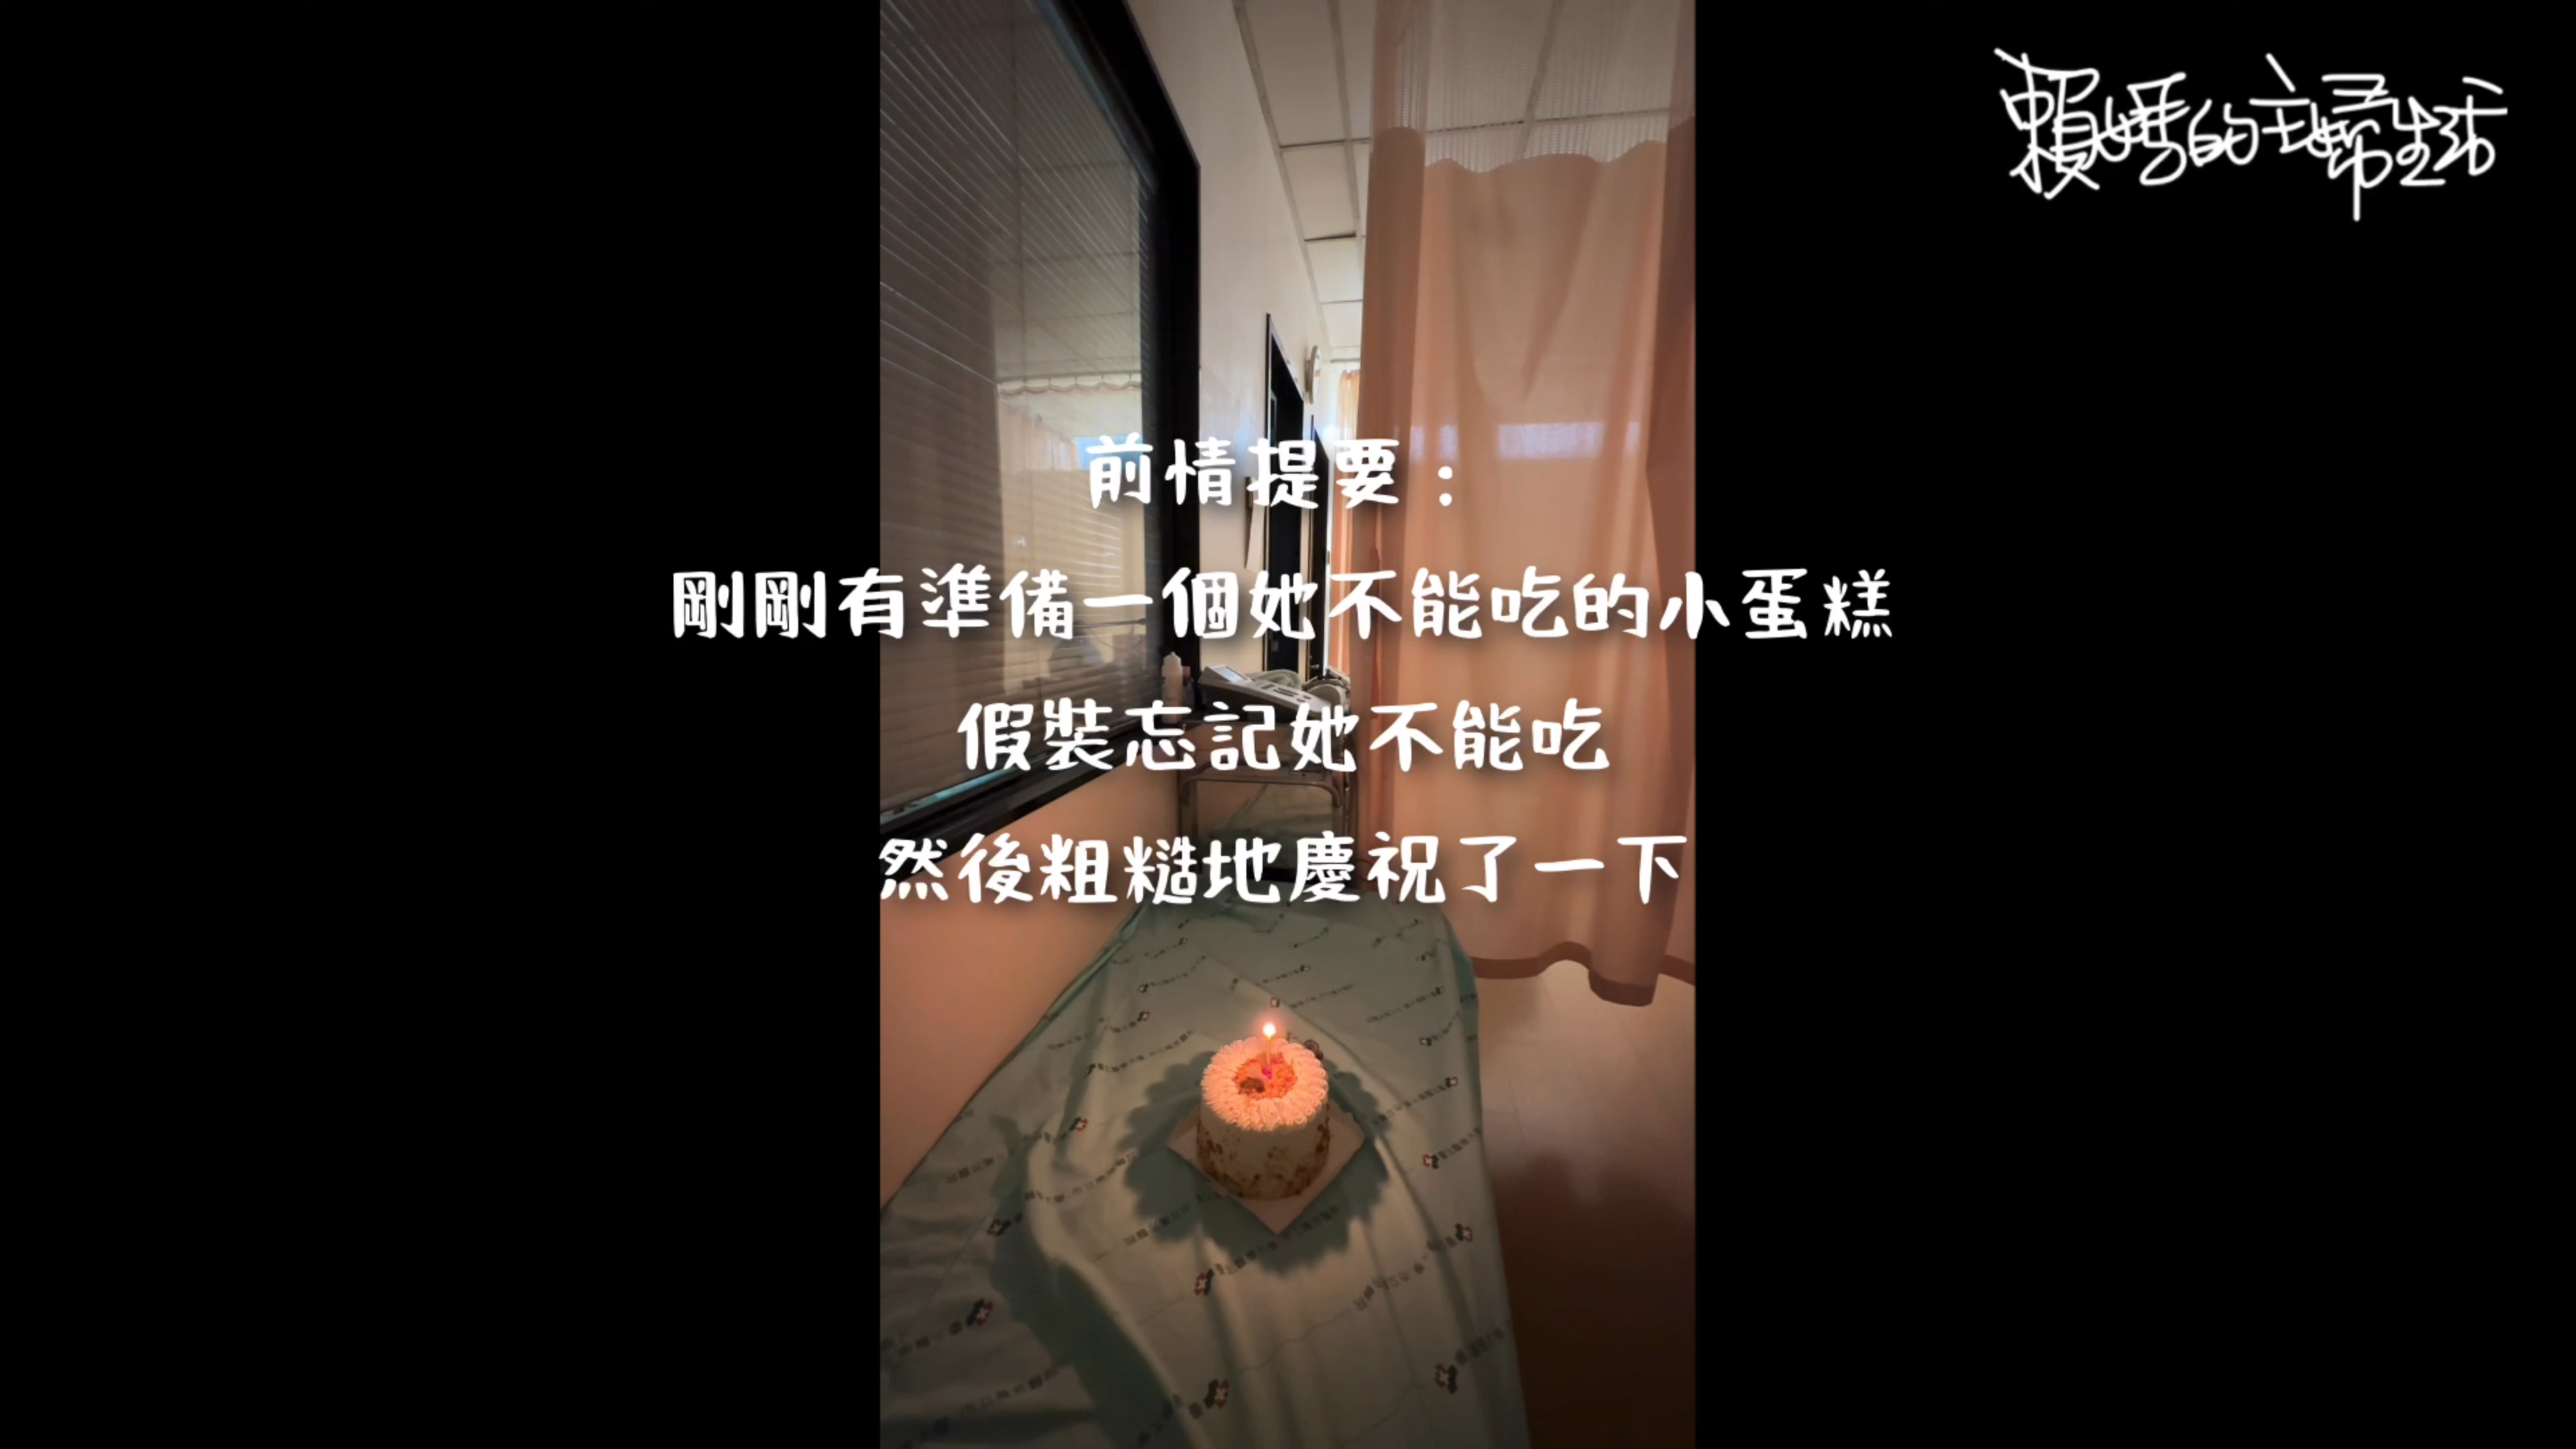 賴媽的主婦生活
前情提要：
剛剛有準備一個她不能吃的小蛋糕
假裝忘記她不能吃
然後粗糙地慶祝了一下